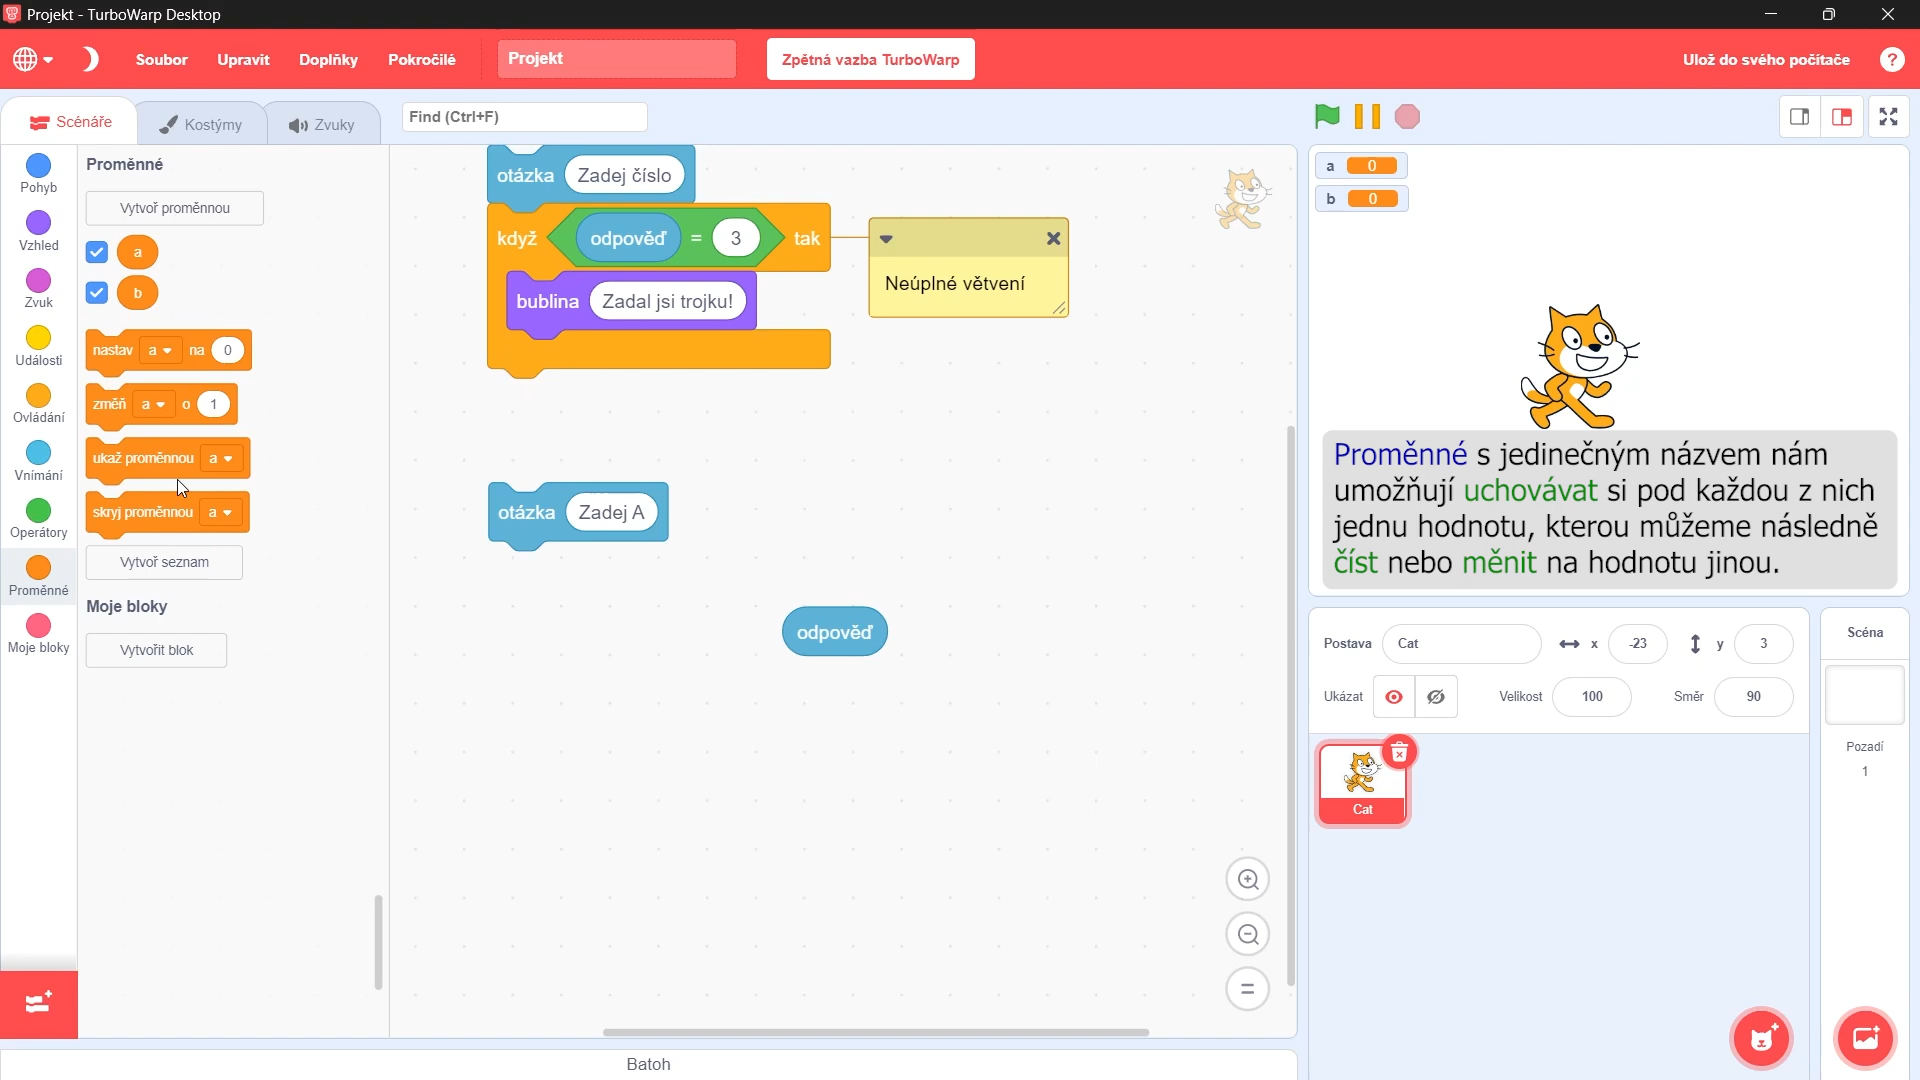 Projekt - TurboWarp Desktop
Soubor
Upravit
Doplňky
Pokročilé
Projekt
Zpětná vazba TurboWarp
Ulož do svého počítače
?
Scénáře
Kostýmy
Zvuky
Find (Ctrl+F)
Pohyb
Vzhled
Zvuk
Události
Ovládání
Vnímání
Operátory
Proměnné
Moje bloky
Proměnné
Vytvoř proměnnou
a
b
nastav a na 0
změň a o 1
ukaž proměnnou a
skryj proměnnou a
Vytvoř seznam
Moje bloky
Vytvořit blok
otázka Zadej číslo
když odpověď = 3 tak
bublina Zadal jsi trojku!
Neúplné větvení
otázka Zadej A
odpověď
Batoh
a 0
b 0
Proměnné s jedinečným názvem nám
umožňují uchovávat si pod každou z nich
jednu hodnotu, kterou můžeme následně
číst nebo měnit na hodnotu jinou.
Postava Cat x -23 y 3
Ukázat Velikost 100 Směr 90
Cat
Scéna
Pozadí
1